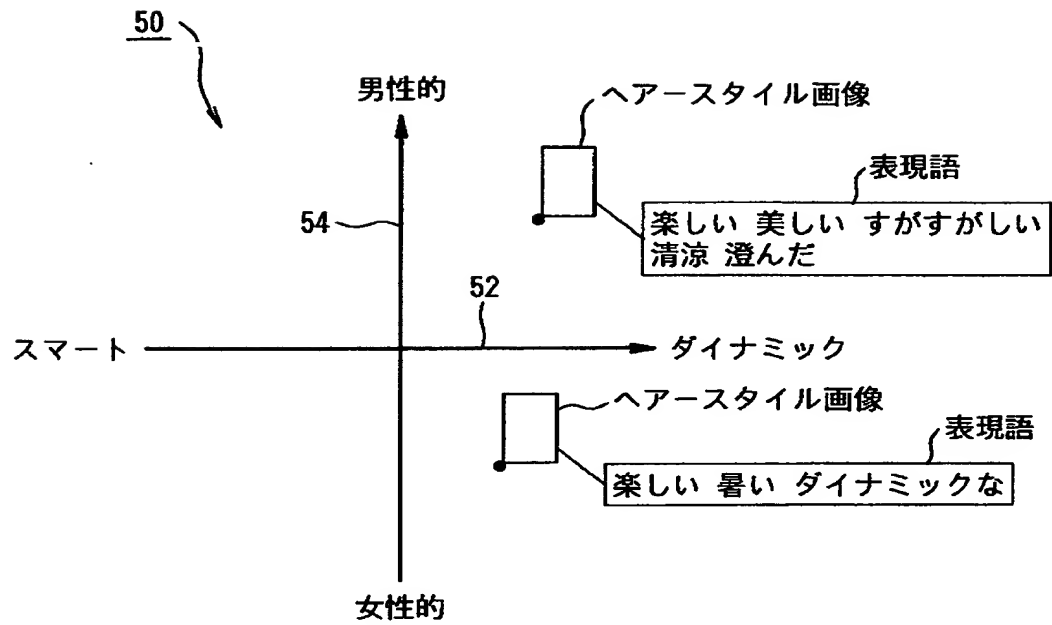 50
男性的
ヘアースタイル画像
表現語
54
楽しい 美しい すがすがしい
清涼 澄んだ
52
スマート
ダイナミック
ヘアースタイル画像
表現語
楽しい 暑い ダイナミックな
女性的